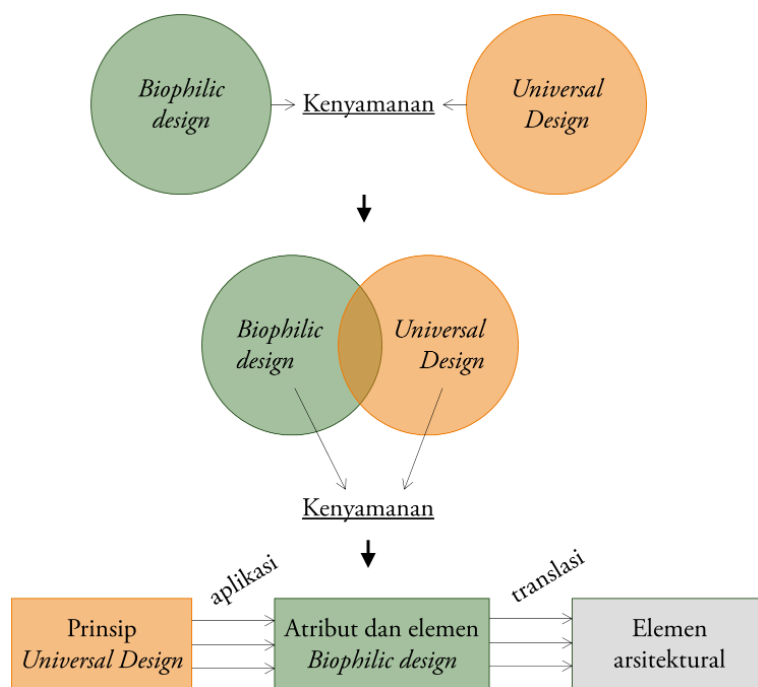 Biophilic
design
Kenyamanan
Universal
Design
Biophilic
design
Universal
Design
Kenyamanan
aplikasi
translasi
Prinsip
Universal Design
Atribut dan elemen
Biophilic design
Elemen
arsitektural